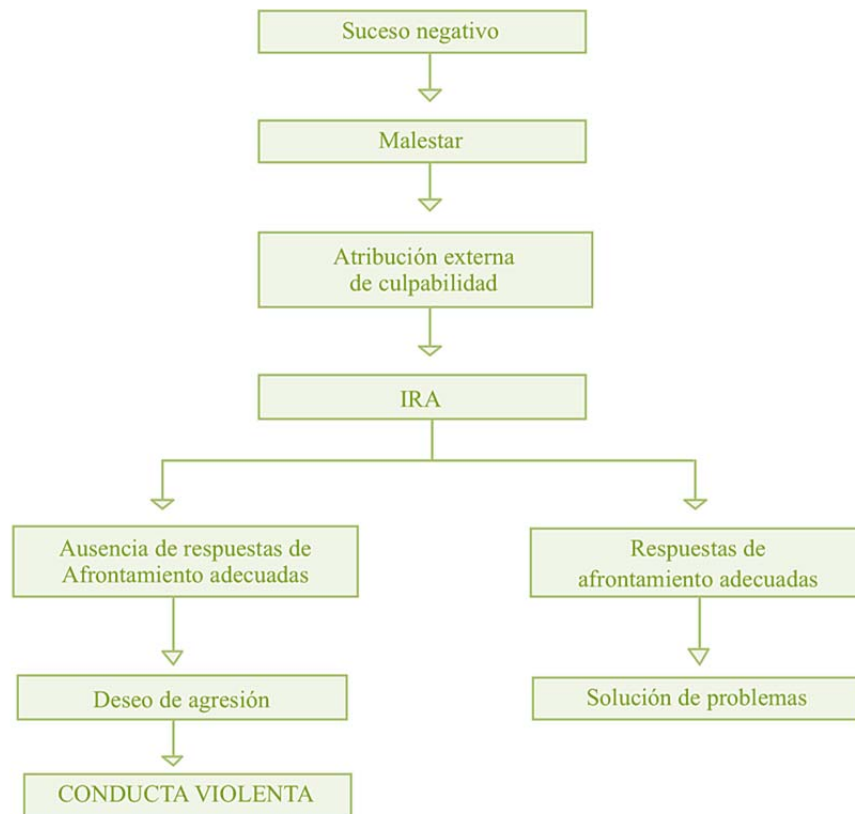 Suceso negativo
Malestar
Atribución externa
de culpabilidad
IRA
Ausencia de respuestas de
Afrontamiento adecuadas
Respuestas de
afrontamiento adecuadas
Deseo de agresión
Solución de problemas
CONDUCTA VIOLENTA